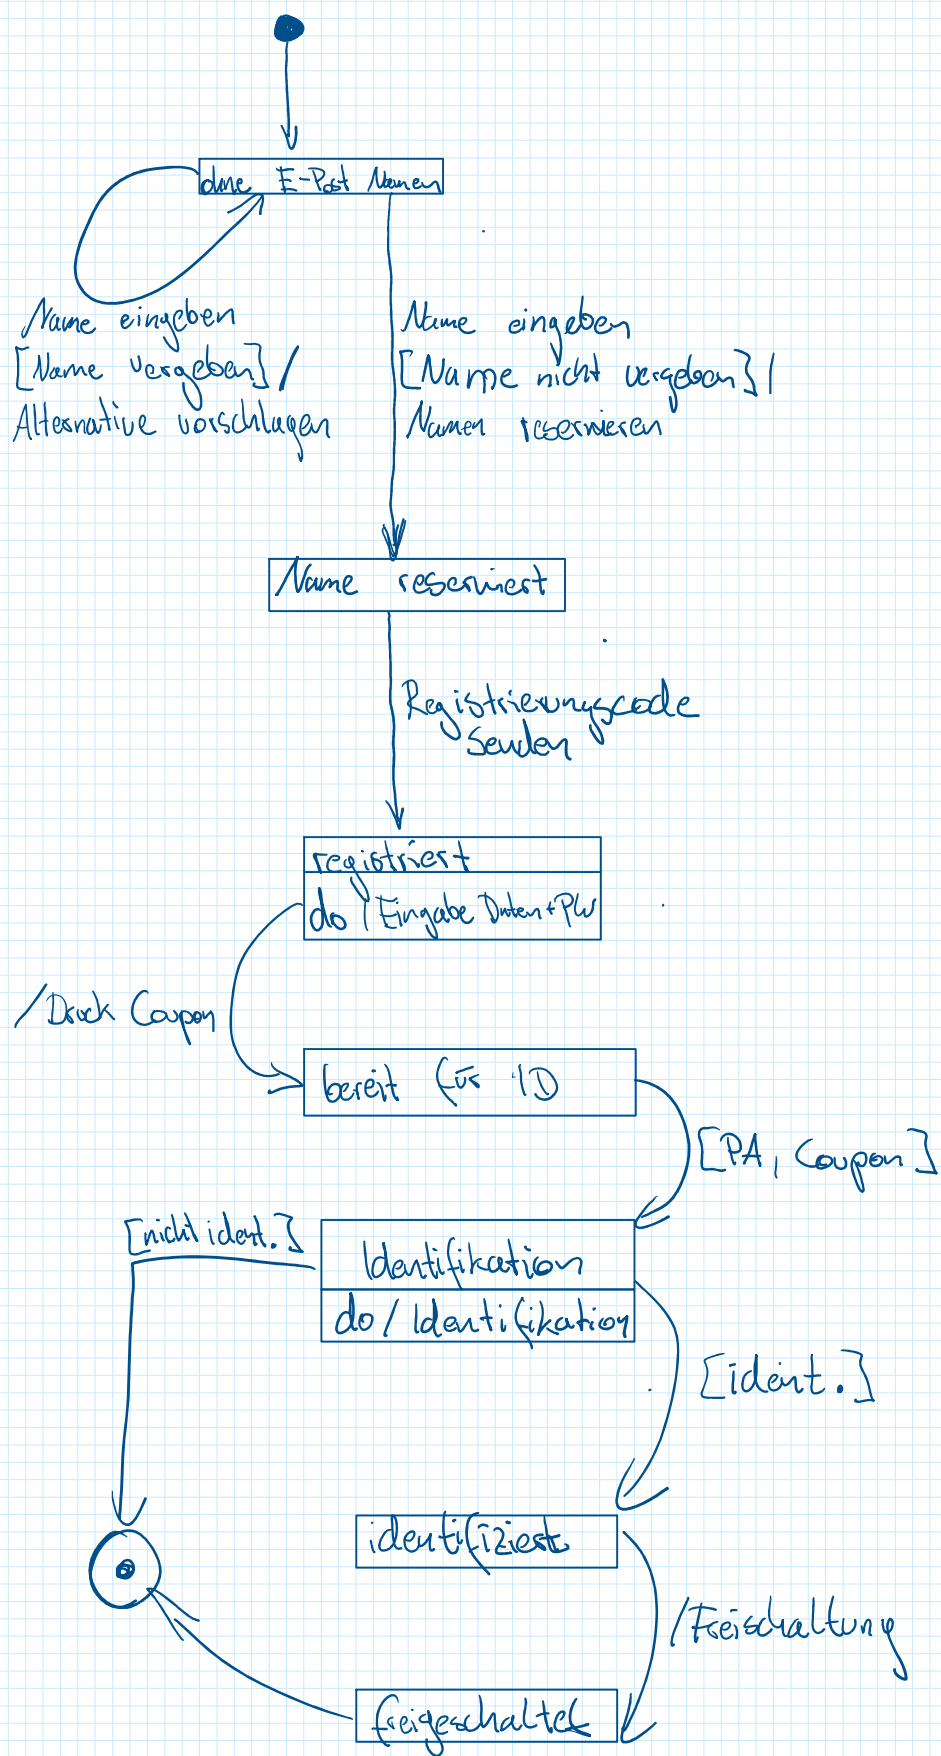 ohne E-Post Namen
Name eingeben
[Name vergeben] /
Alternative vorschlagen
Name eingeben
[Name nicht vergeben] /
Namen reservieren
Name reserviert
Registrierungscode
senden
registriert
do / Eingabe Daten + PW
/Druck Coupon
bereit für ID
[PA, Coupon]
[nicht ident.]
Identifikation
do / Identifikation
[ident.]
identifiziert
/Freischaltung
freigeschaltet